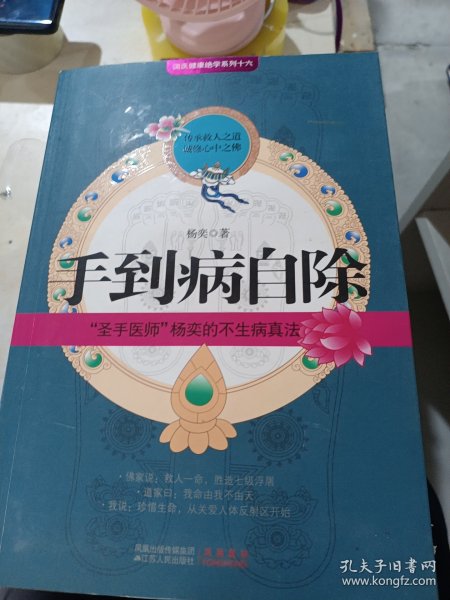 国医健康绝学系列十六
传承救人之道
诚修心中之佛
杨奕◎著
手到病自除
“圣手医师”杨奕的不生病真法
·佛家说：救人一命，胜造七级浮屠
·道家曰：我命由我不由天
·我说：珍惜生命，从关爱人体反射区开始
凤凰出版传媒集团
江苏人民出版社
孔夫子旧书网
www.kongfz.com